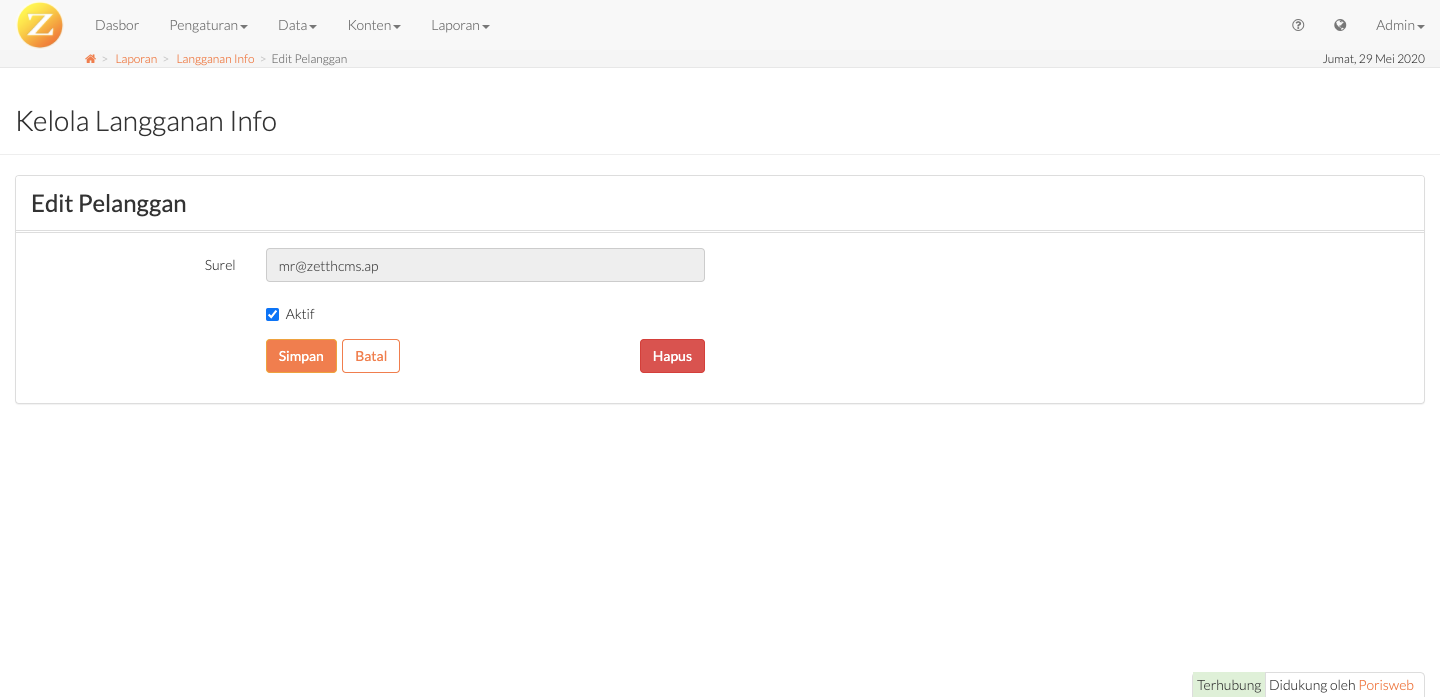 Z Dasbor Pengaturan Data Konten Laporan Admin
> Laporan > Langganan Info > Edit Pelanggan Jumat, 29 Mei 2020
Kelola Langganan Info
Edit Pelanggan
Surel mr@zetthcms.ap
Aktif
Simpan Batal Hapus
Terhubung Didukung oleh Porisweb